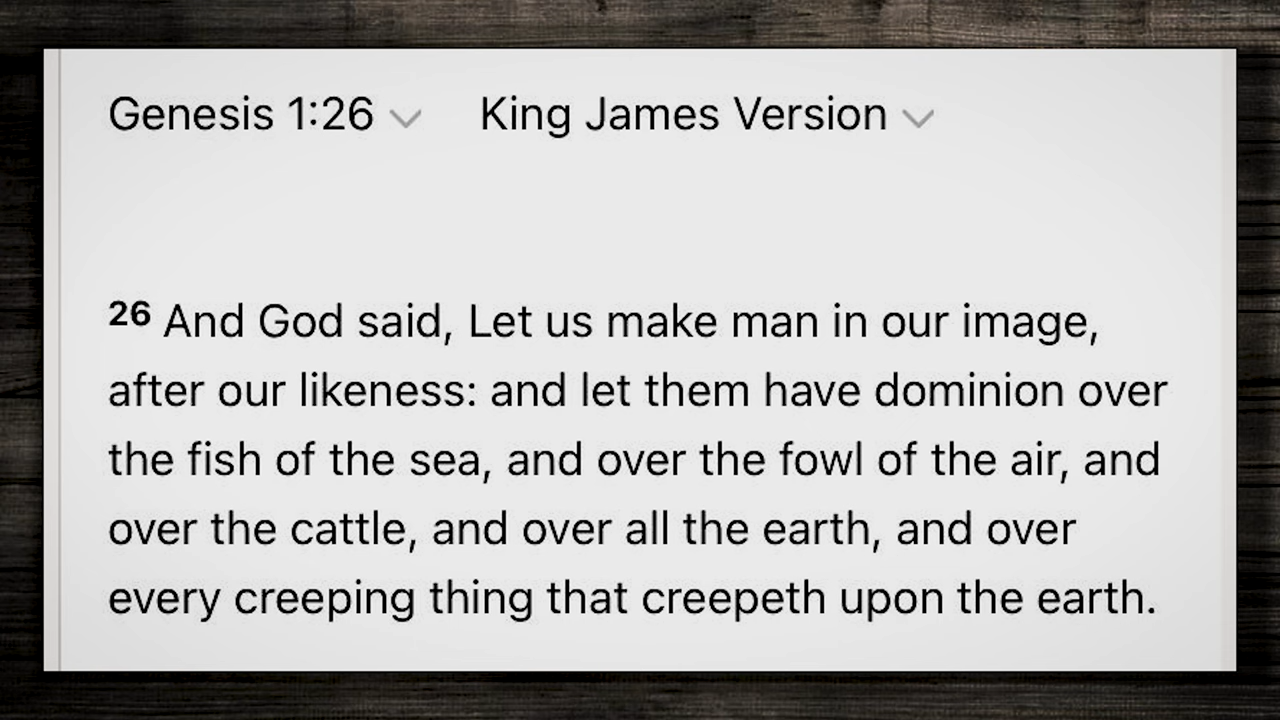 Genesis 1:26 King James Version
26 And God said, Let us make man in our image,
after our likeness: and let them have dominion over
the fish of the sea, and over the fowl of the air, and
over the cattle, and over all the earth, and over
every creeping thing that creepeth upon the earth.